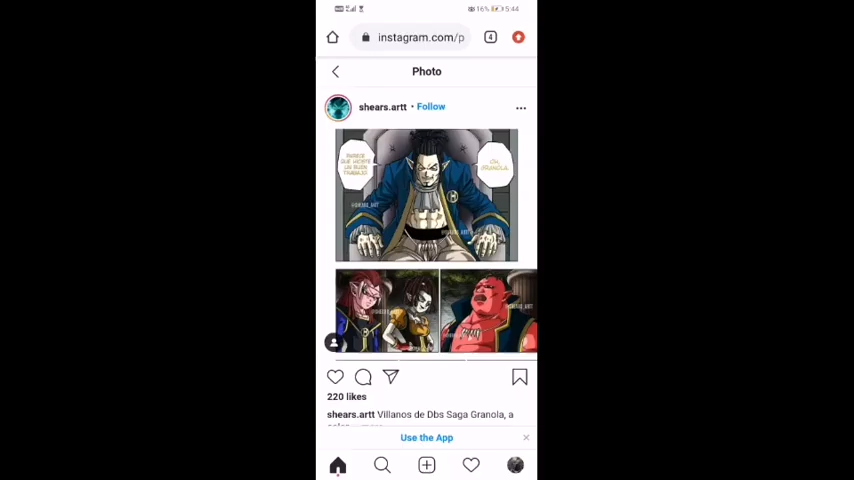 16% 5:44
instagram.com/p
4
Photo
shears.artt • Follow
PARECE
QUE HICISTE
UN BUEN
TRABAJO
OH,
GRANOLA.
220 likes
shears.artt Villanos de Dbs Saga Granola, a
Use the App